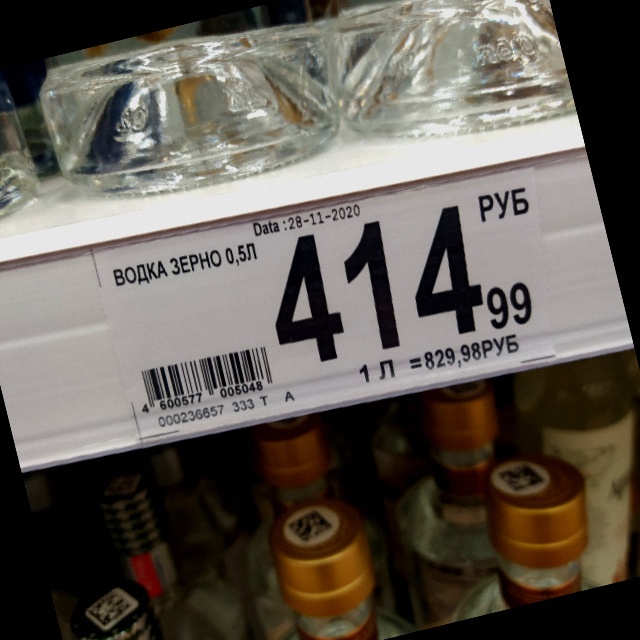 Data :28-11-2020
ВОДКА ЗЕРНО 0,5Л
414 99 РУБ
1 Л =829,98РУБ
4 600577 005048
000236657 333 Т А